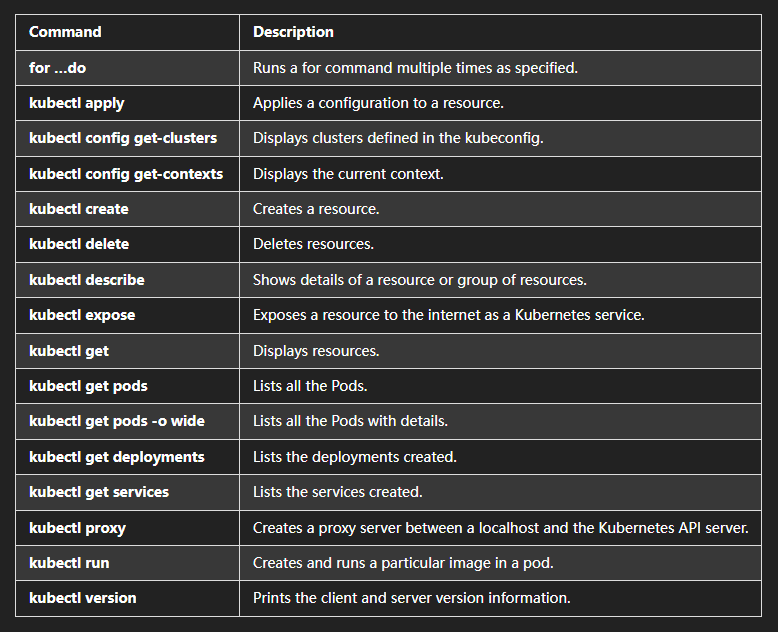 Command Description
for ...do Runs a for command multiple times as specified.
kubectl apply Applies a configuration to a resource.
kubectl config get-clusters Displays clusters defined in the kubeconfig.
kubectl config get-contexts Displays the current context.
kubectl create Creates a resource.
kubectl delete Deletes resources.
kubectl describe Shows details of a resource or group of resources.
kubectl expose Exposes a resource to the internet as a Kubernetes service.
kubectl get Displays resources.
kubectl get pods Lists all the Pods.
kubectl get pods -o wide Lists all the Pods with details.
kubectl get deployments Lists the deployments created.
kubectl get services Lists the services created.
kubectl proxy Creates a proxy server between a localhost and the Kubernetes API server.
kubectl run Creates and runs a particular image in a pod.
kubectl version Prints the client and server version information.